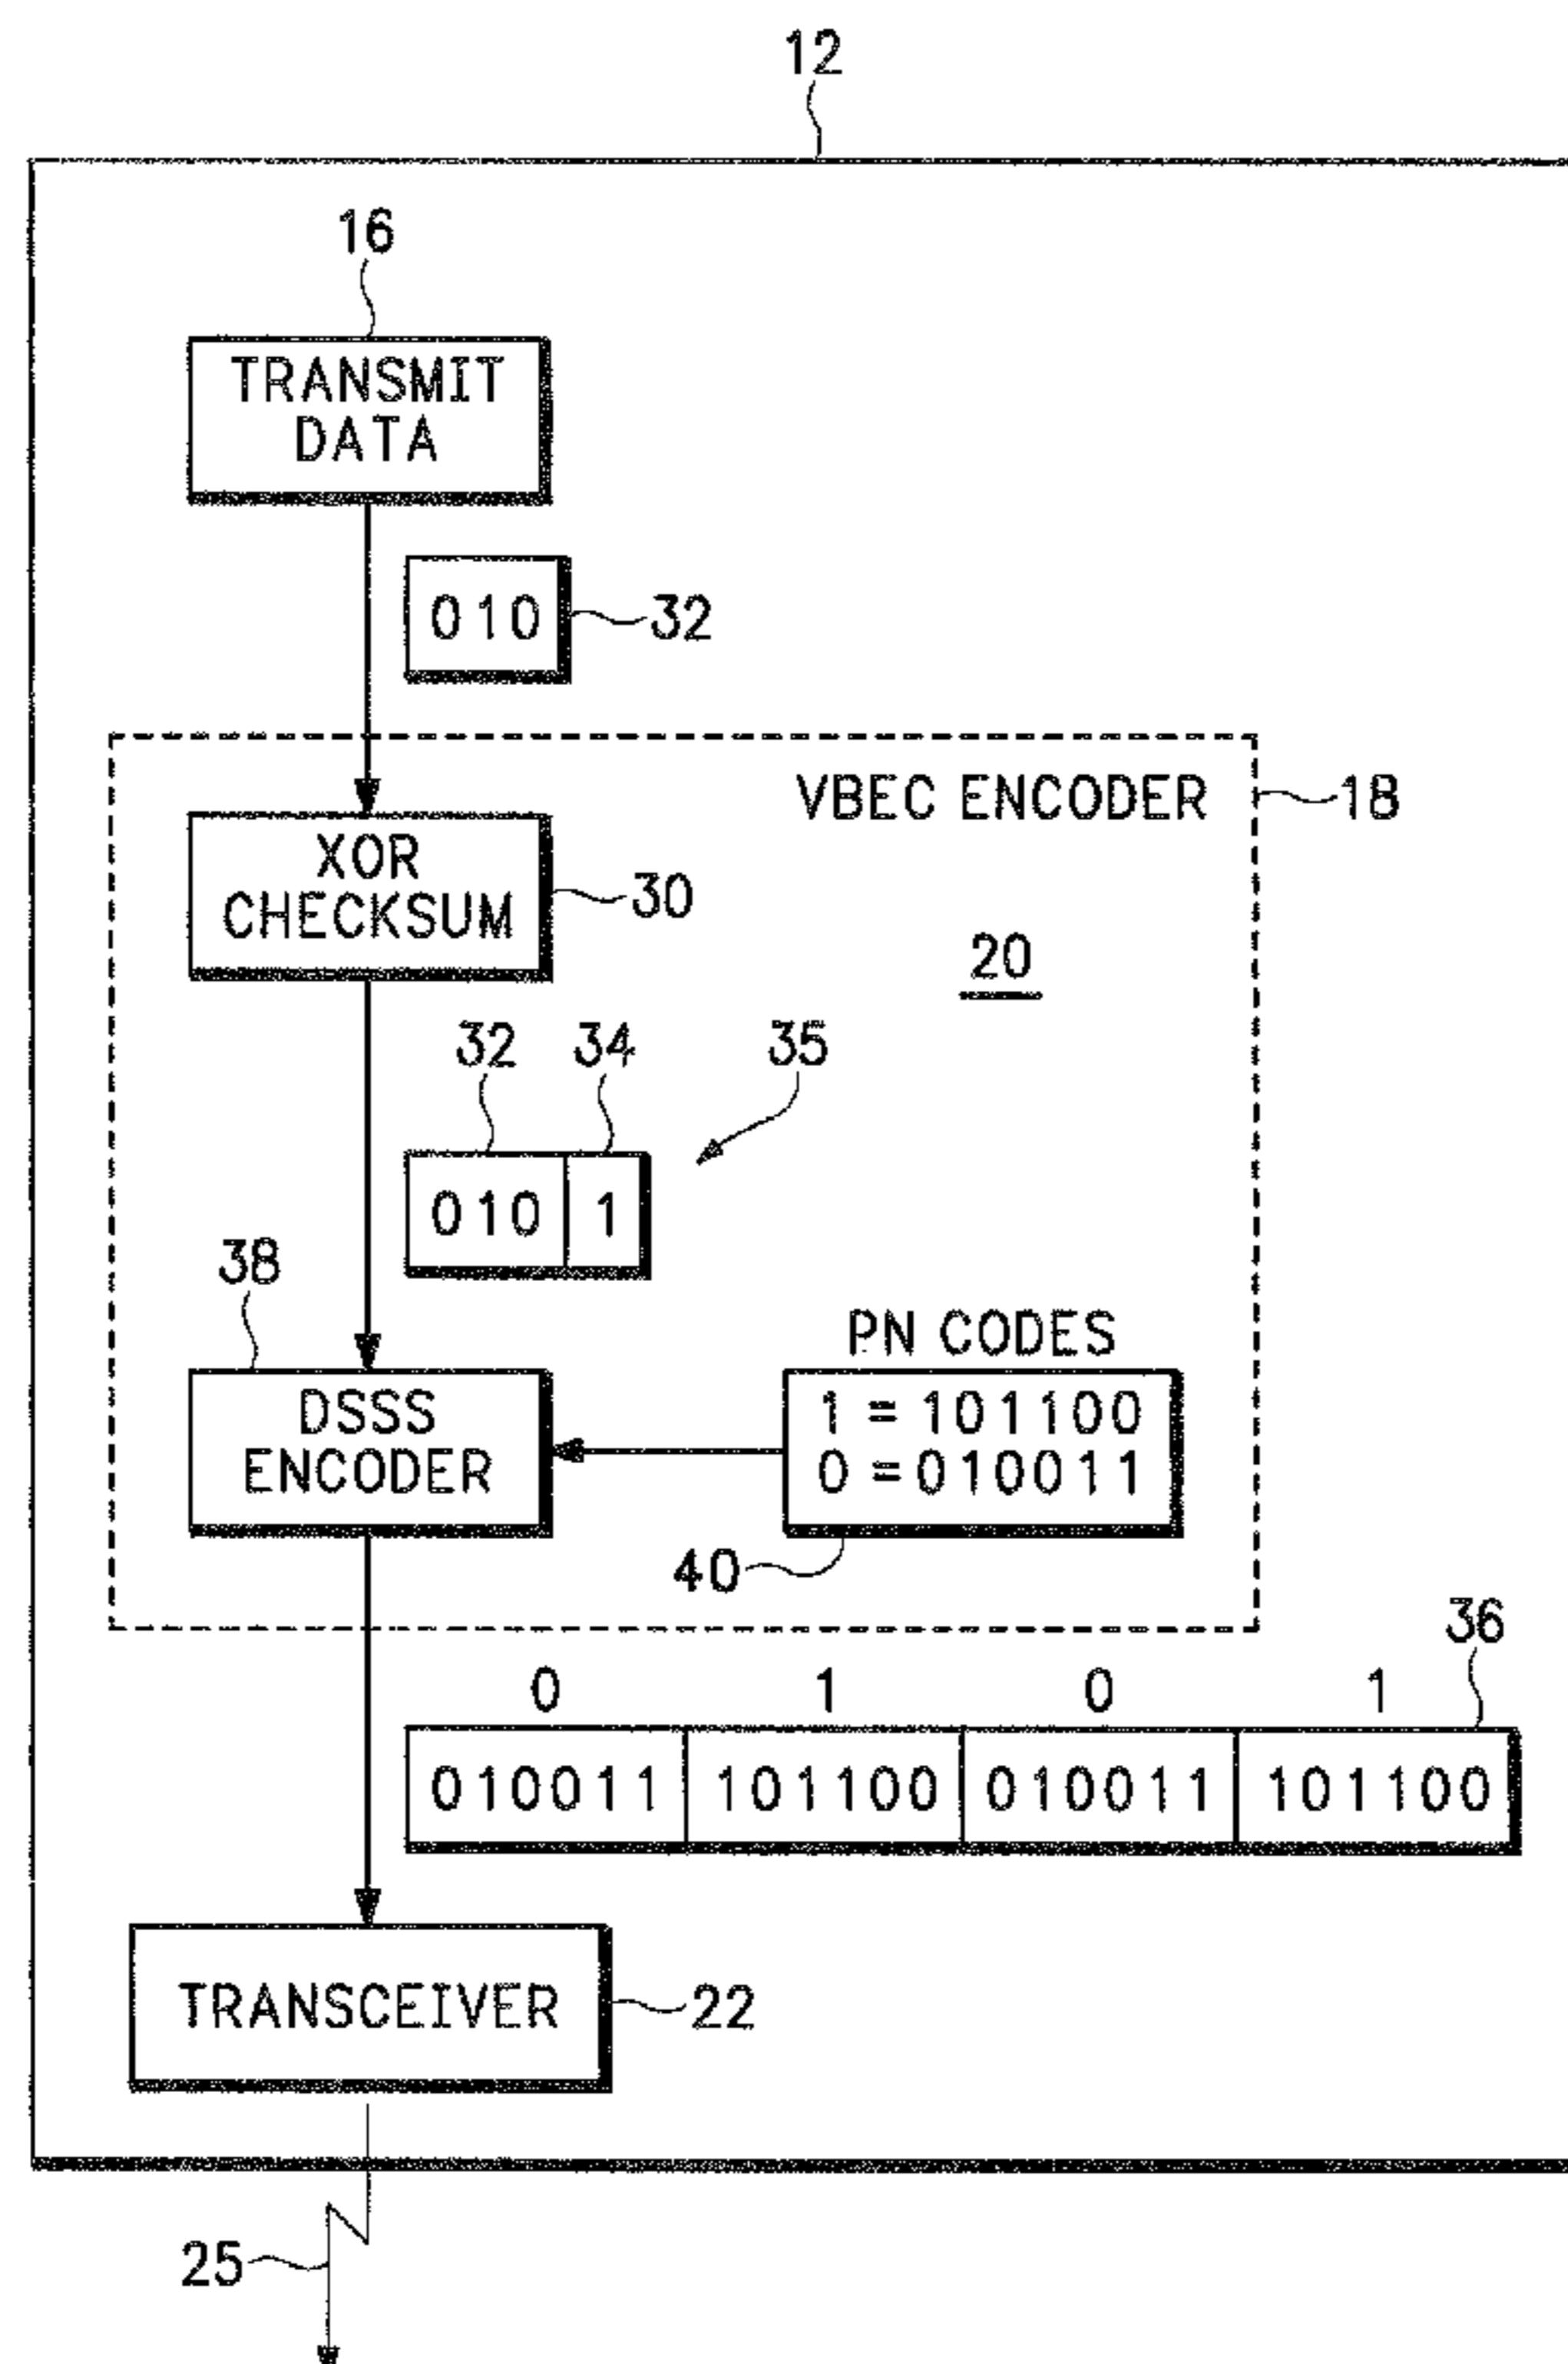 12
16
TRANSMIT
DATA
010
32
VBEC ENCODER
18
XOR
CHECKSUM
30
20
32 34 35
010 1
38
PN CODES
DSSS
ENCODER
1 = 101100
0 = 010011
40
36
0 1 0 1
010011 101100 010011 101100
TRANSCEIVER
22
25